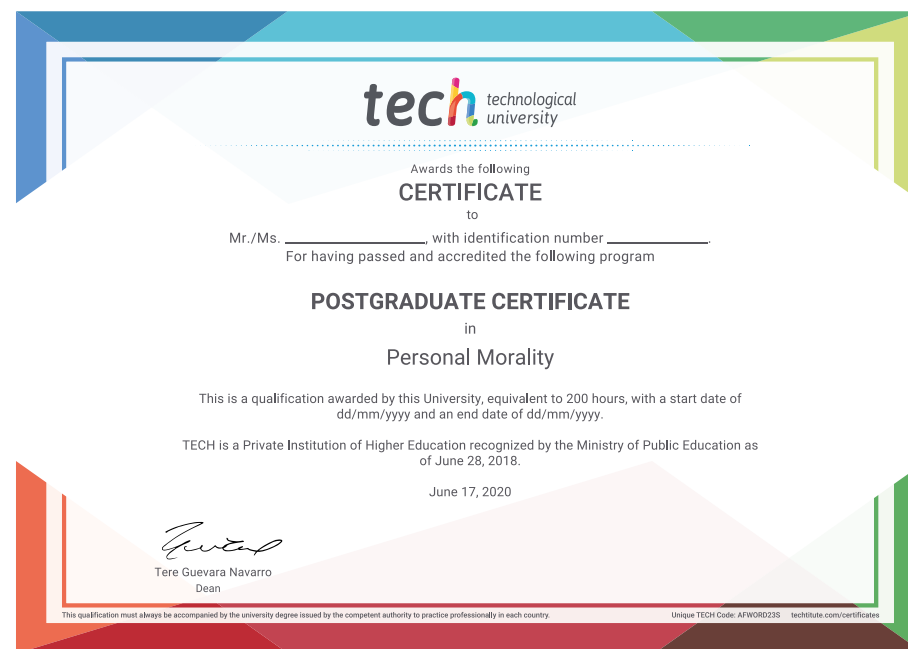 tech technological
university
Awards the following
CERTIFICATE
to
Mr./Ms. ____________________, with identification number ______________.
For having passed and accredited the following program
POSTGRADUATE CERTIFICATE
in
Personal Morality
This is a qualification awarded by this University, equivalent to 200 hours, with a start date of
dd/mm/yyyy and an end date of dd/mm/yyyy.
TECH is a Private Institution of Higher Education recognized by the Ministry of Public Education as
of June 28, 2018.
June 17, 2020
Tere Guevara Navarro
Dean
This qualification must always be accompanied by the university degree issued by the competent authority to practice professionally in each country. Unique TECH Code: AFWORD23S techtitute.com/certificates